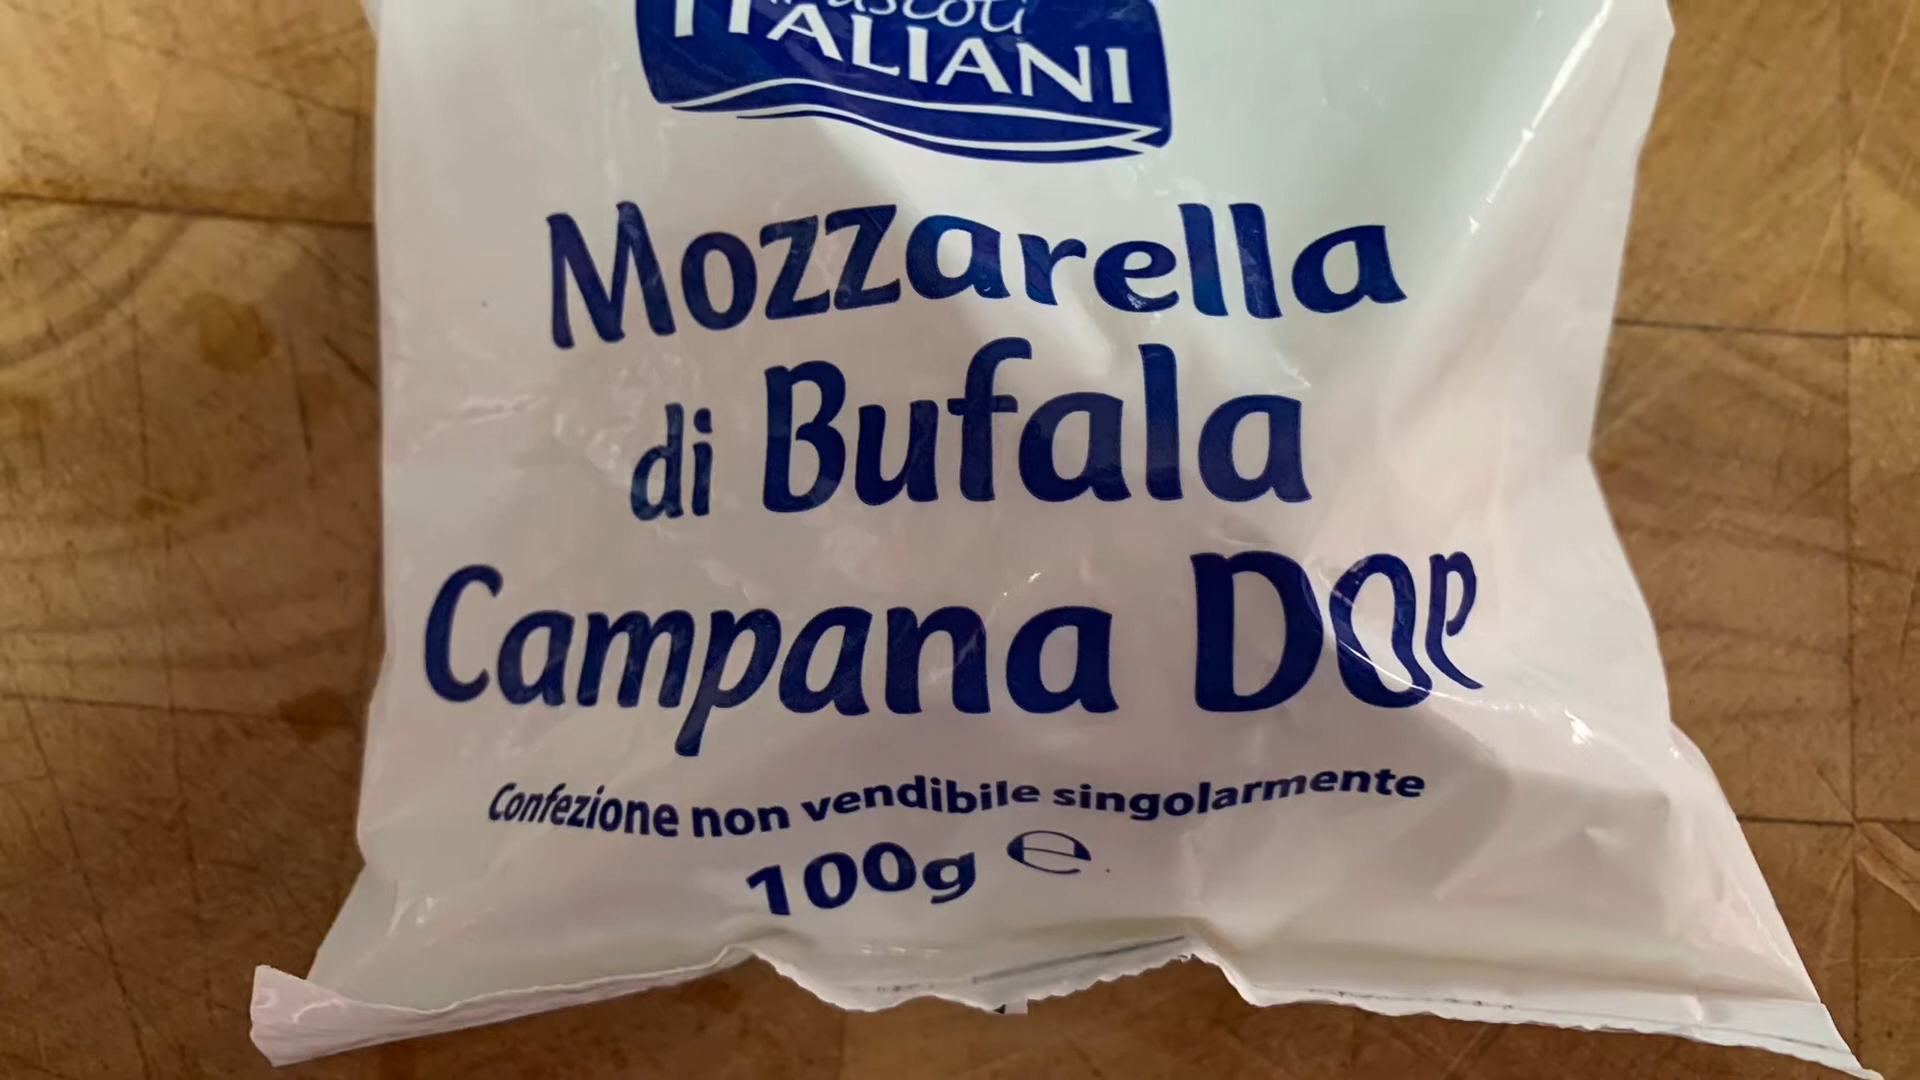 ITALIANI
Mozzarella
di Bufala
Campana DOP
Confezione non vendibile singolarmente
100g ℮